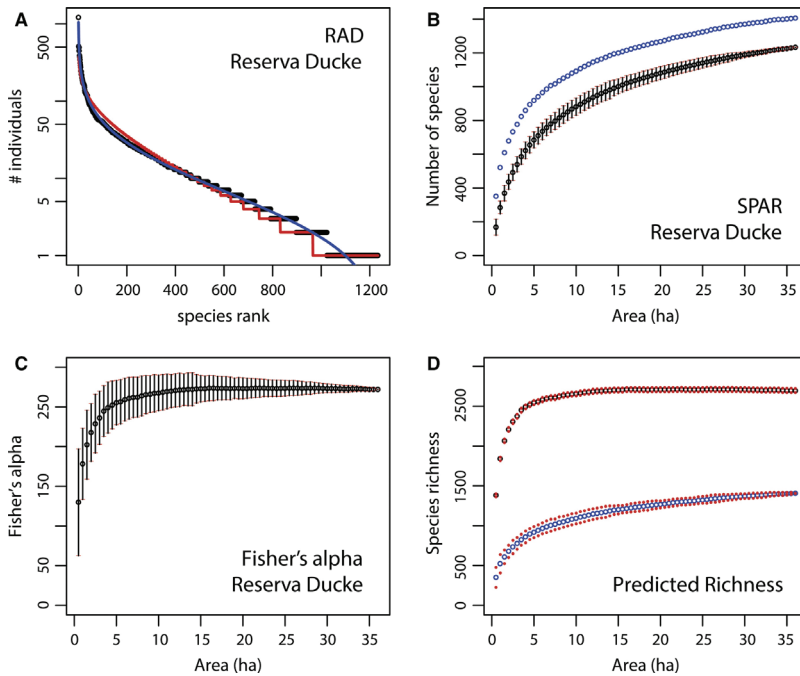 A
RAD
Reserva Ducke
# individuals
500
50
5
1
0
200
400
600
800
1200
species rank
B
Number of species
1200
800
400
0
SPAR
Reserva Ducke
0
5
10
15
20
25
30
35
Area (ha)
C
Fisher's alpha
250
150
50
0
Fisher's alpha
Reserva Ducke
0
5
10
15
20
25
30
35
Area (ha)
D
Species richness
2500
1500
500
0
Predicted Richness
0
5
10
15
20
25
30
35
Area (ha)